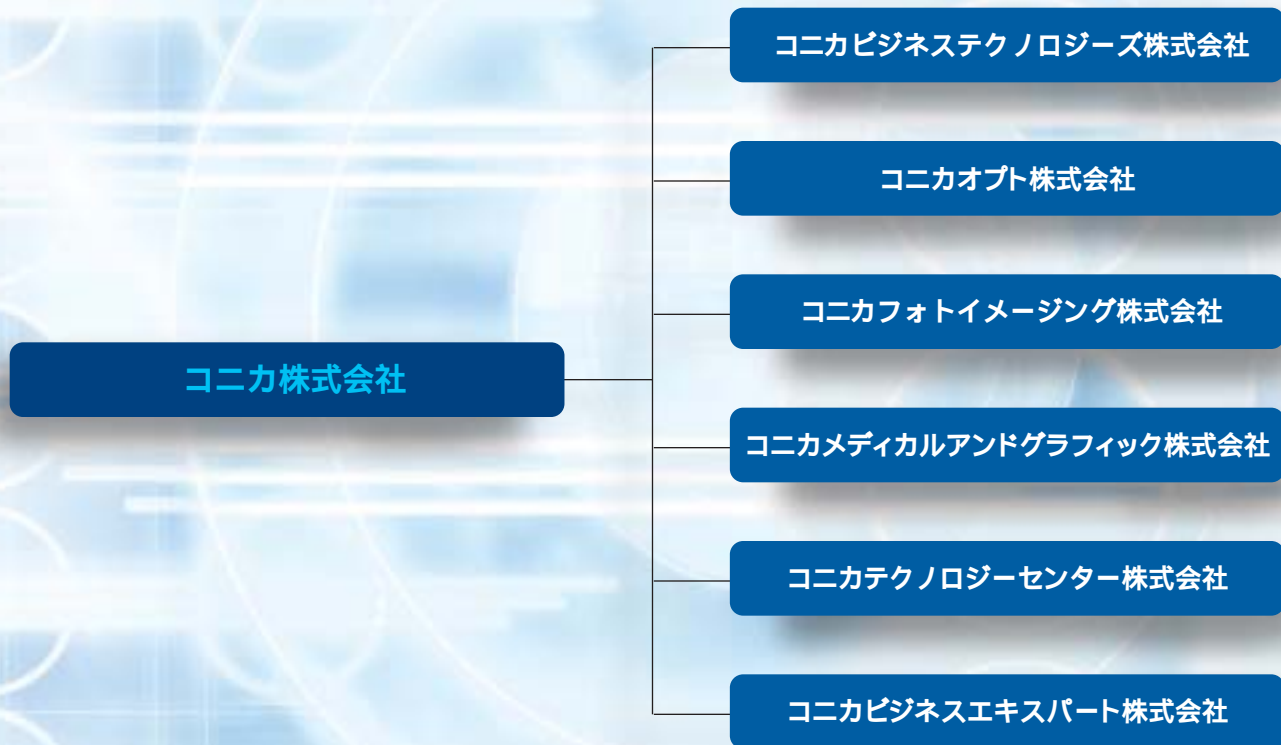 コニカビジネステクノロジーズ株式会社
コニカオプト株式会社
コニカフォトイメージング株式会社
コニカ株式会社
コニカメディカルアンドグラフィック株式会社
コニカテクノロジーセンター株式会社
コニカビジネスエキスパート株式会社